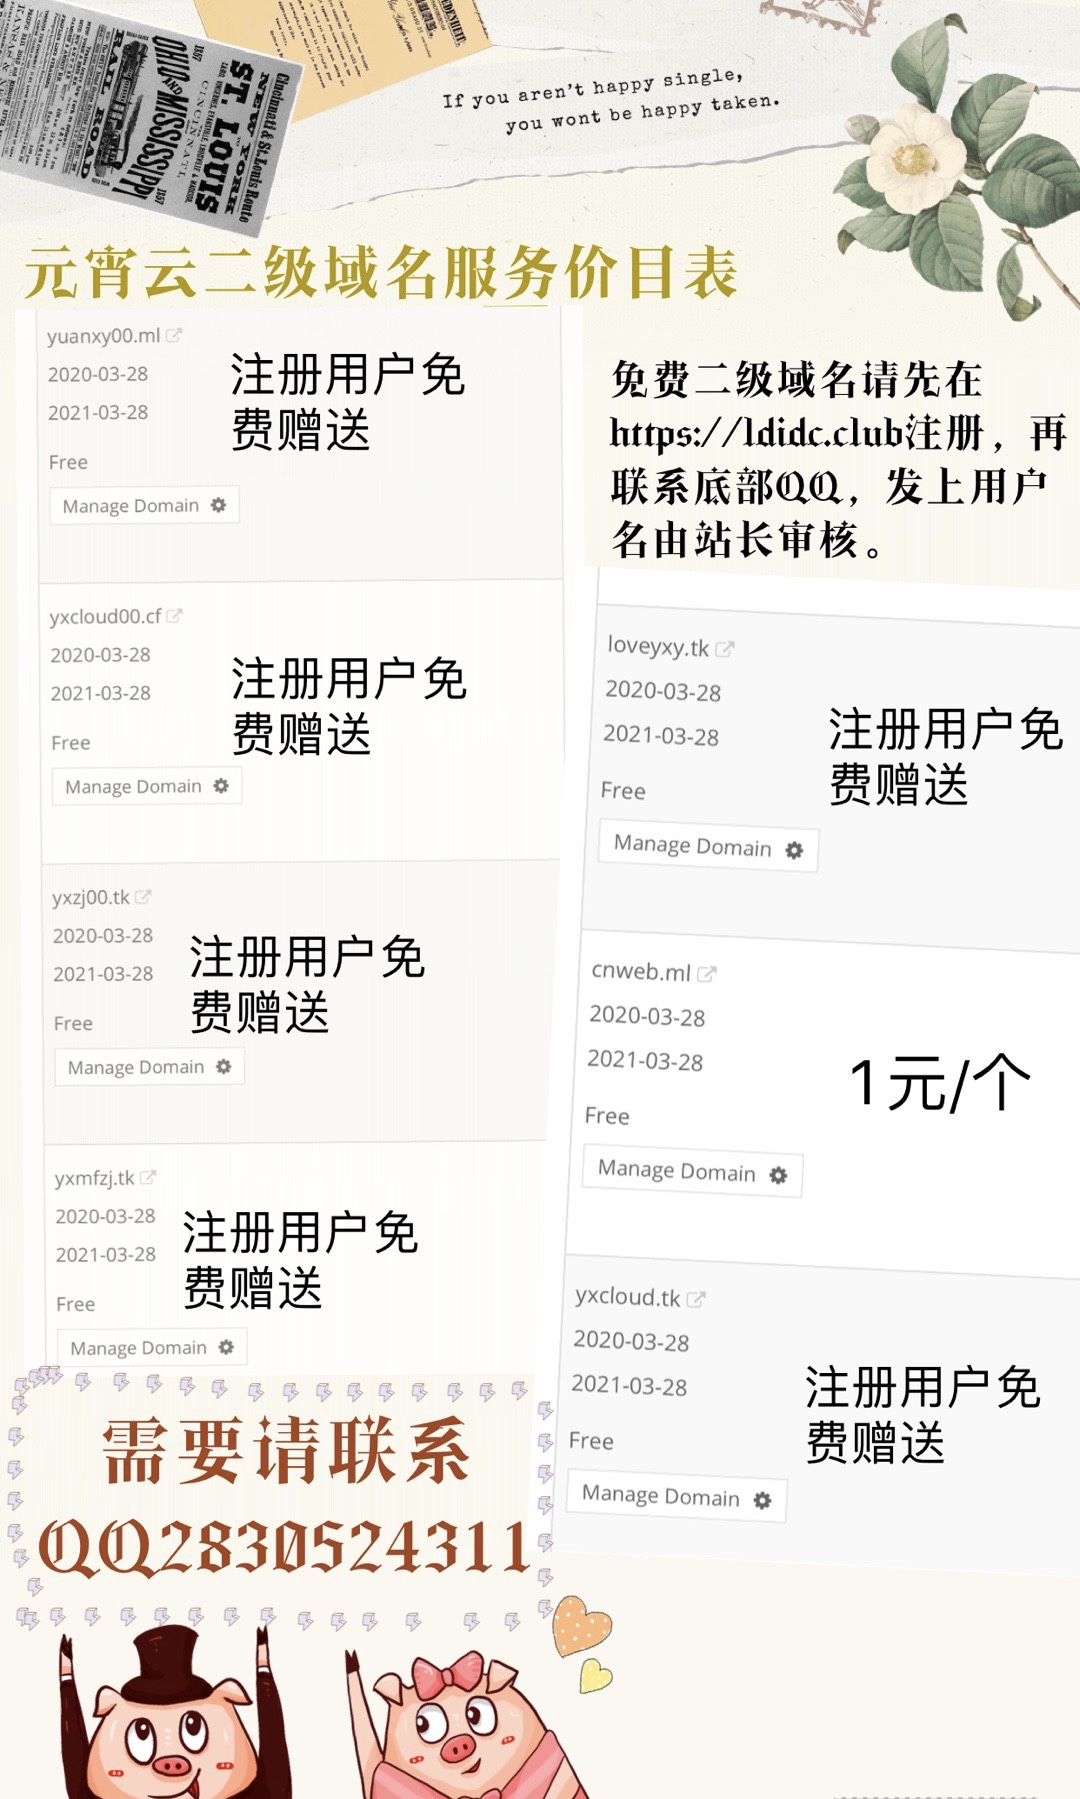 If you aren't happy single,
you wont be happy taken.
Cincinnati & St. Louis Route
NEW YORK
ST. LOUIS
CINCINNATI,
1857
OHIO AND MISSISSIPPI
RAIL ROAD
1857
元宵云二级域名服务价目表
yuanxy00.ml
2020-03-28
2021-03-28
Free
Manage Domain
注册用户免
费赠送
yxcloud00.cf
2020-03-28
2021-03-28
Free
Manage Domain
注册用户免
费赠送
yxzj00.tk
2020-03-28
2021-03-28
Free
Manage Domain
注册用户免
费赠送
yxmfzj.tk
2020-03-28
2021-03-28
Free
Manage Domain
注册用户免
费赠送
免费二级域名请先在
https://ldidc.club注册，再
联系底部QQ，发上用户
名由站长审核。
loveyxy.tk
2020-03-28
2021-03-28
Free
Manage Domain
注册用户免
费赠送
cnweb.ml
2020-03-28
2021-03-28
Free
Manage Domain
1元/个
yxcloud.tk
2020-03-28
2021-03-28
Free
Manage Domain
注册用户免
费赠送
需要请联系
QQ2830524311